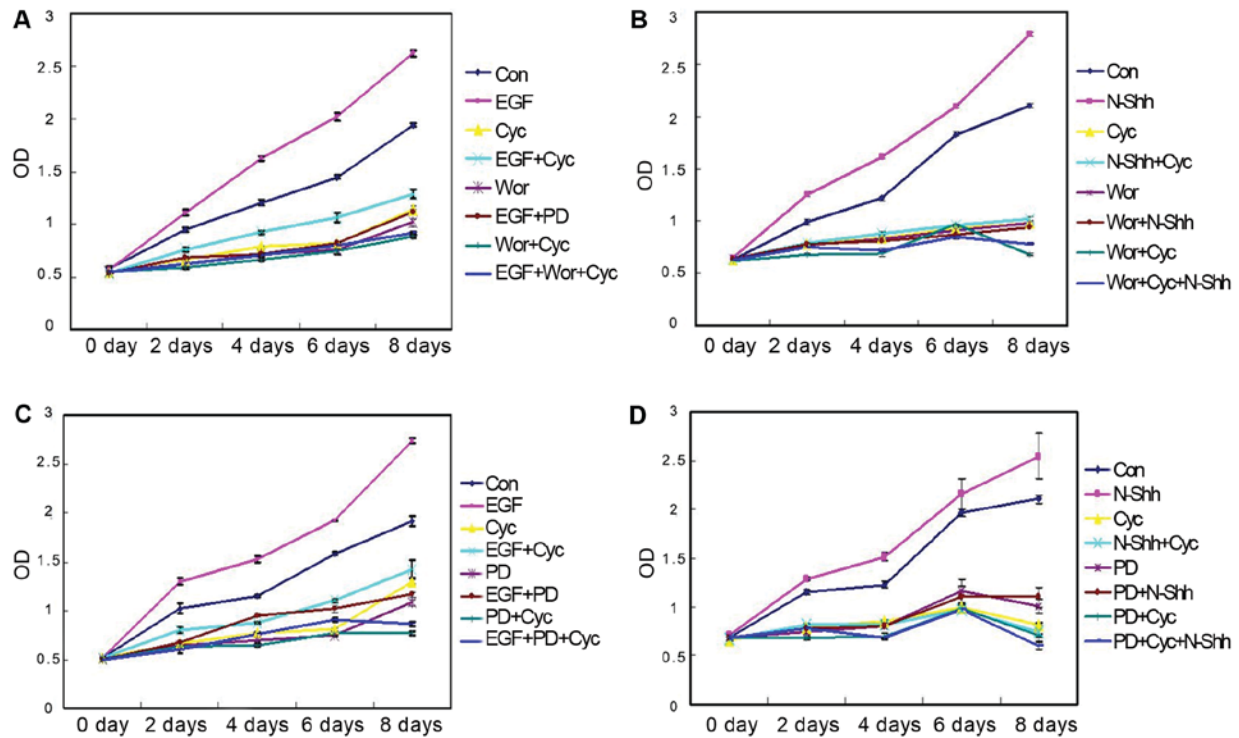 A
3
2.5
2
1.5
1
0.5
0
OD
0 day 2 days 4 days 6 days 8 days
Con
EGF
Cyc
EGF+Cyc
Wor
EGF+PD
Wor+Cyc
EGF+Wor+Cyc
B
3
2.5
2
1.5
1
0.5
0
OD
0 day 2 days 4 days 6 days 8 days
Con
N-Shh
Cyc
N-Shh+Cyc
Wor
Wor+N-Shh
Wor+Cyc
Wor+Cyc+N-Shh
C
3
2.5
2
1.5
1
0.5
0
OD
0 day 2 days 4 days 6 days 8 days
Con
EGF
Cyc
EGF+Cyc
PD
EGF+PD
PD+Cyc
EGF+PD+Cyc
D
3
2.5
2
1.5
1
0.5
0
OD
0 day 2 days 4 days 6 days 8 days
Con
N-Shh
Cyc
N-Shh+Cyc
PD
PD+N-Shh
PD+Cyc
PD+Cyc+N-Shh